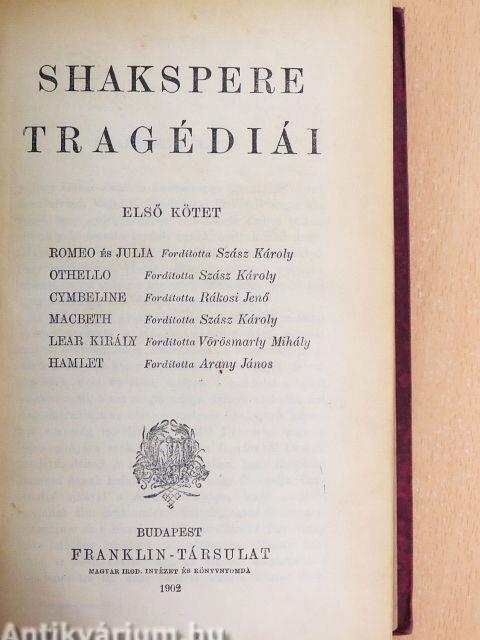 SHAKSPERE
TRAGÉDIÁI
ELSŐ KÖTET
ROMEO ÉS JULIA Fordította Szász Károly
OTHELLO Fordította Szász Károly
CYMBELINE Fordította Rákosi Jenő
MACBETH Fordította Szász Károly
LEAR KIRÁLY Fordította Vörösmarty Mihály
HAMLET Fordította Arany János
BUDAPEST
FRANKLIN-TÁRSULAT
MAGYAR IROD. INTÉZET ÉS KÖNYVNYOMDA
1902
Antikvárium.hu